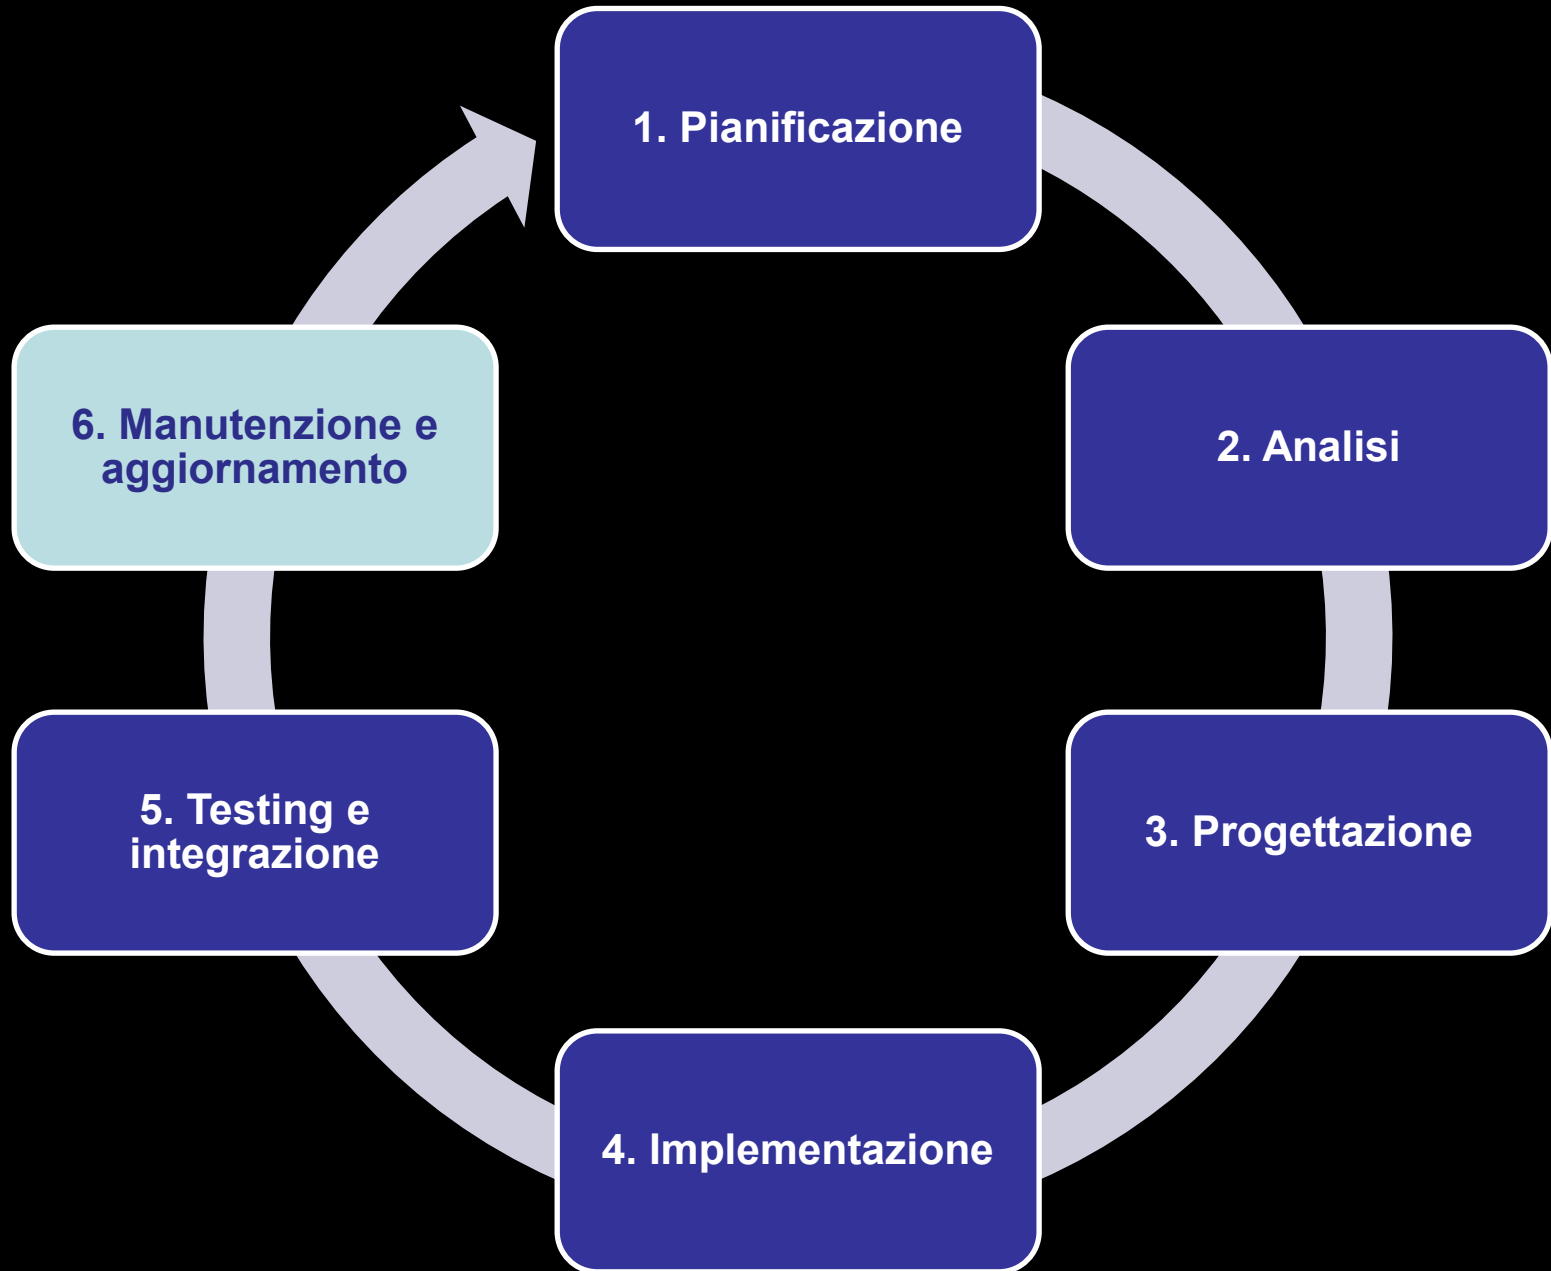 1. Pianificazione
2. Analisi
3. Progettazione
4. Implementazione
5. Testing e
integrazione
6. Manutenzione e
aggiornamento